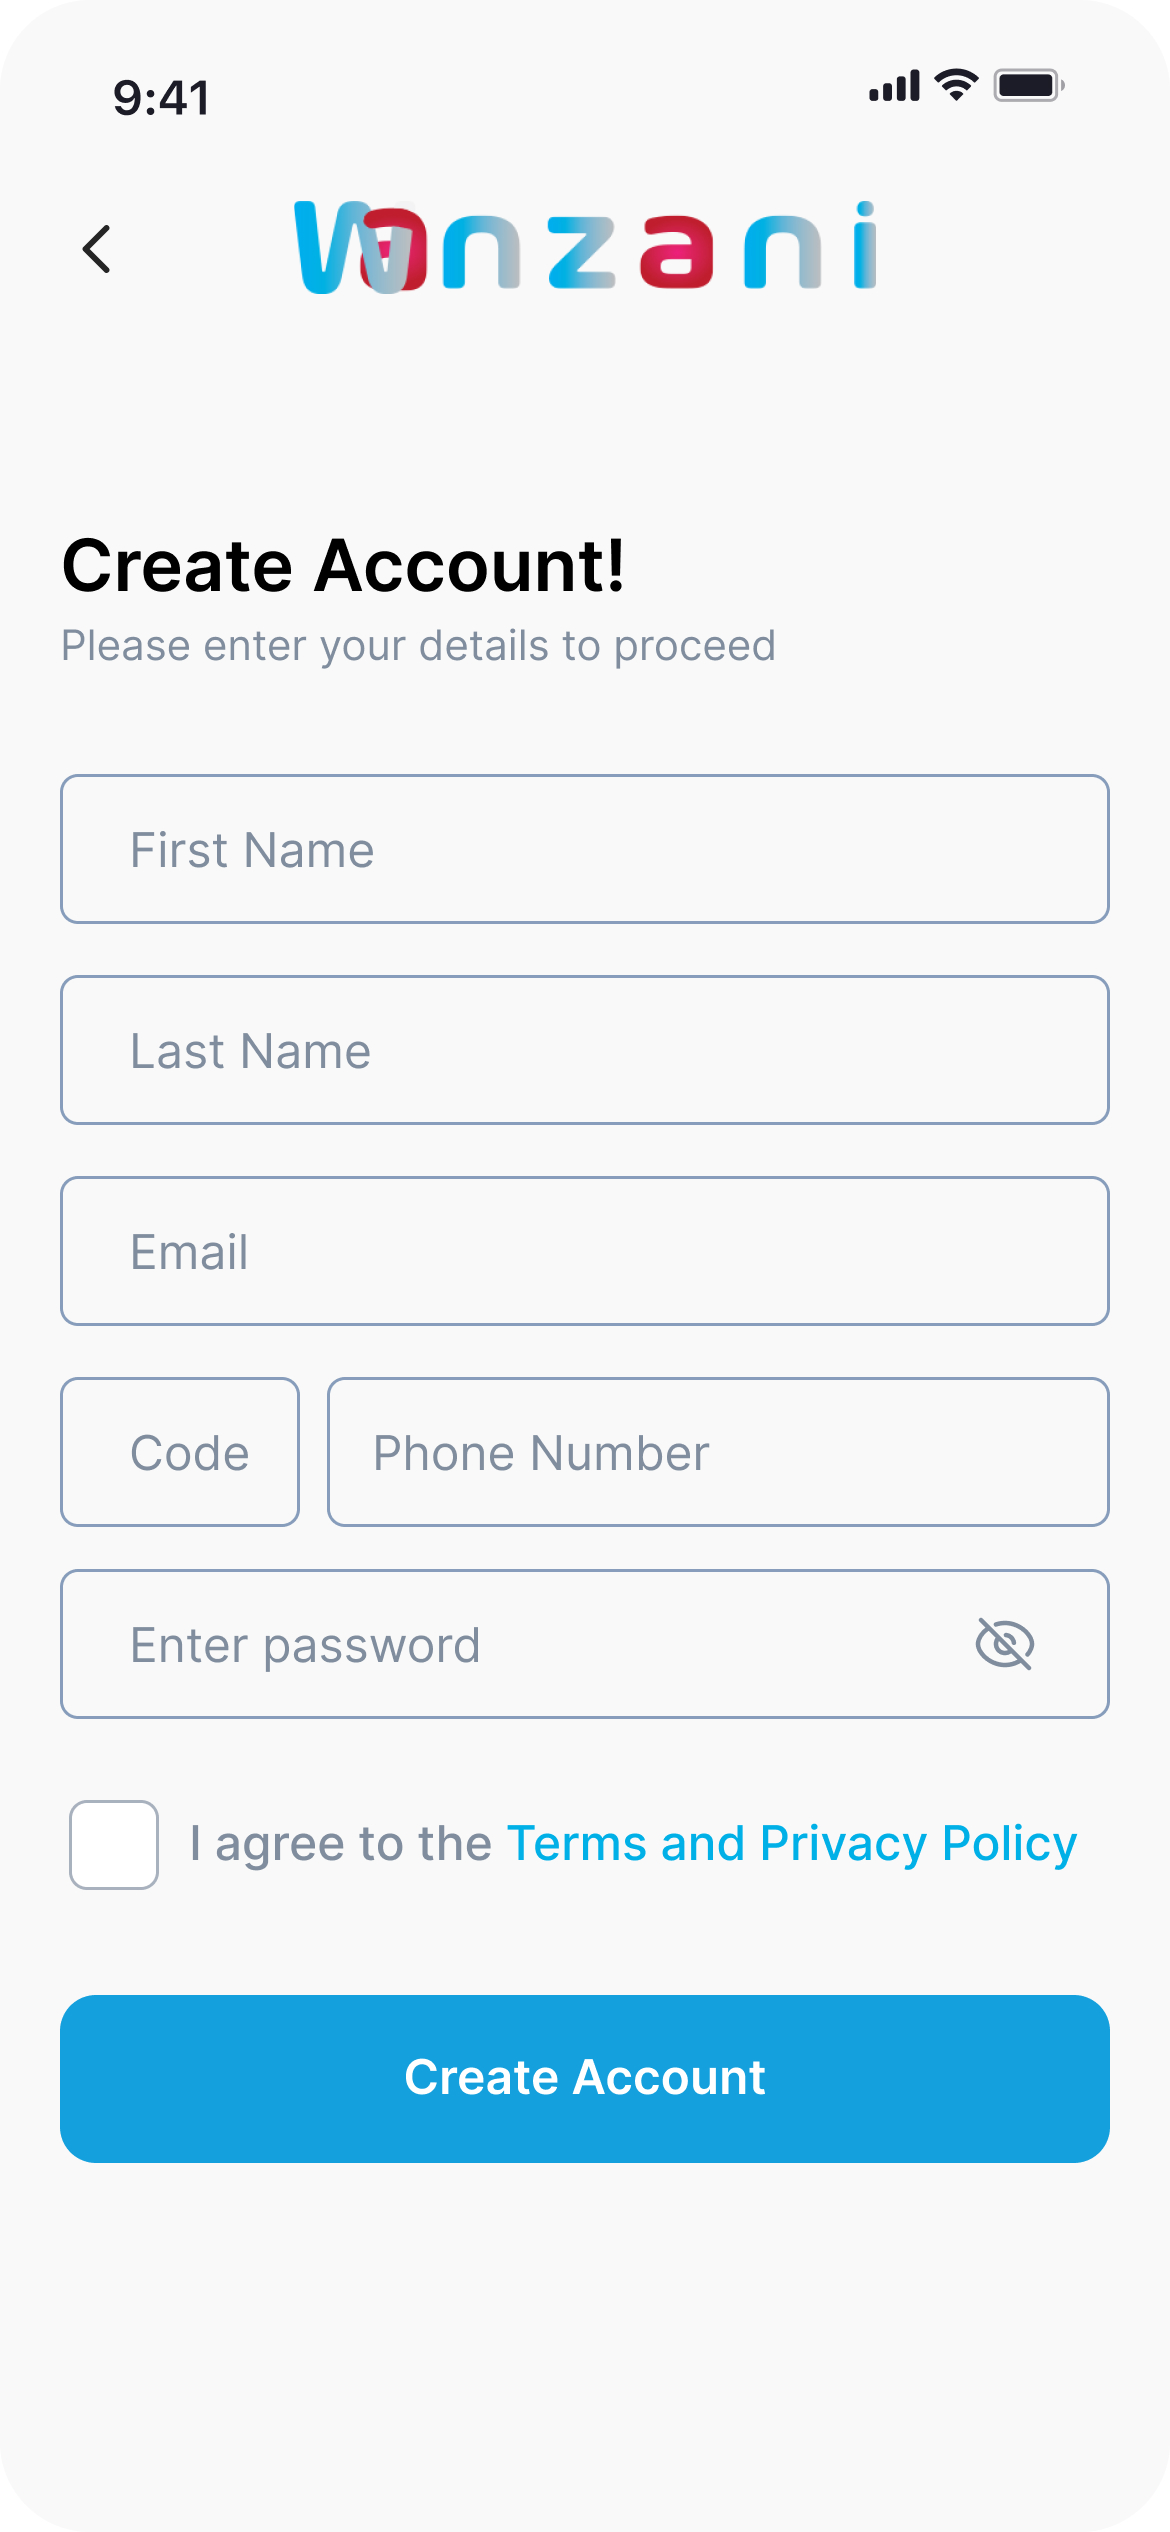 9:41
Wanzani
Create Account!
Please enter your details to proceed
First Name
Last Name
Email
Code Phone Number
Enter password
I agree to the Terms and Privacy Policy
Create Account